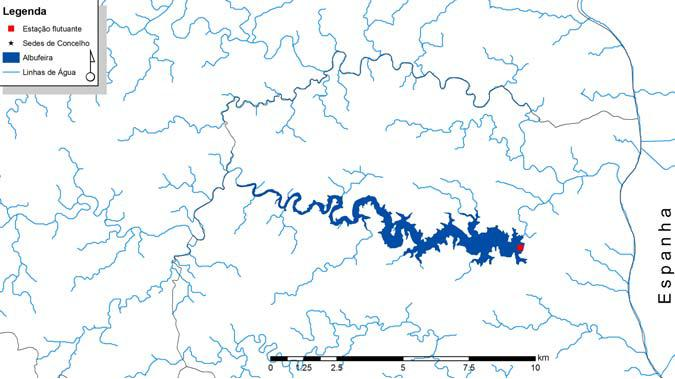 Legenda
Estação flutuante
Sedes de Concelho
Albufeira
Linhas de Água
Espanha
0 1.25 2.5 5 7.5 10 km